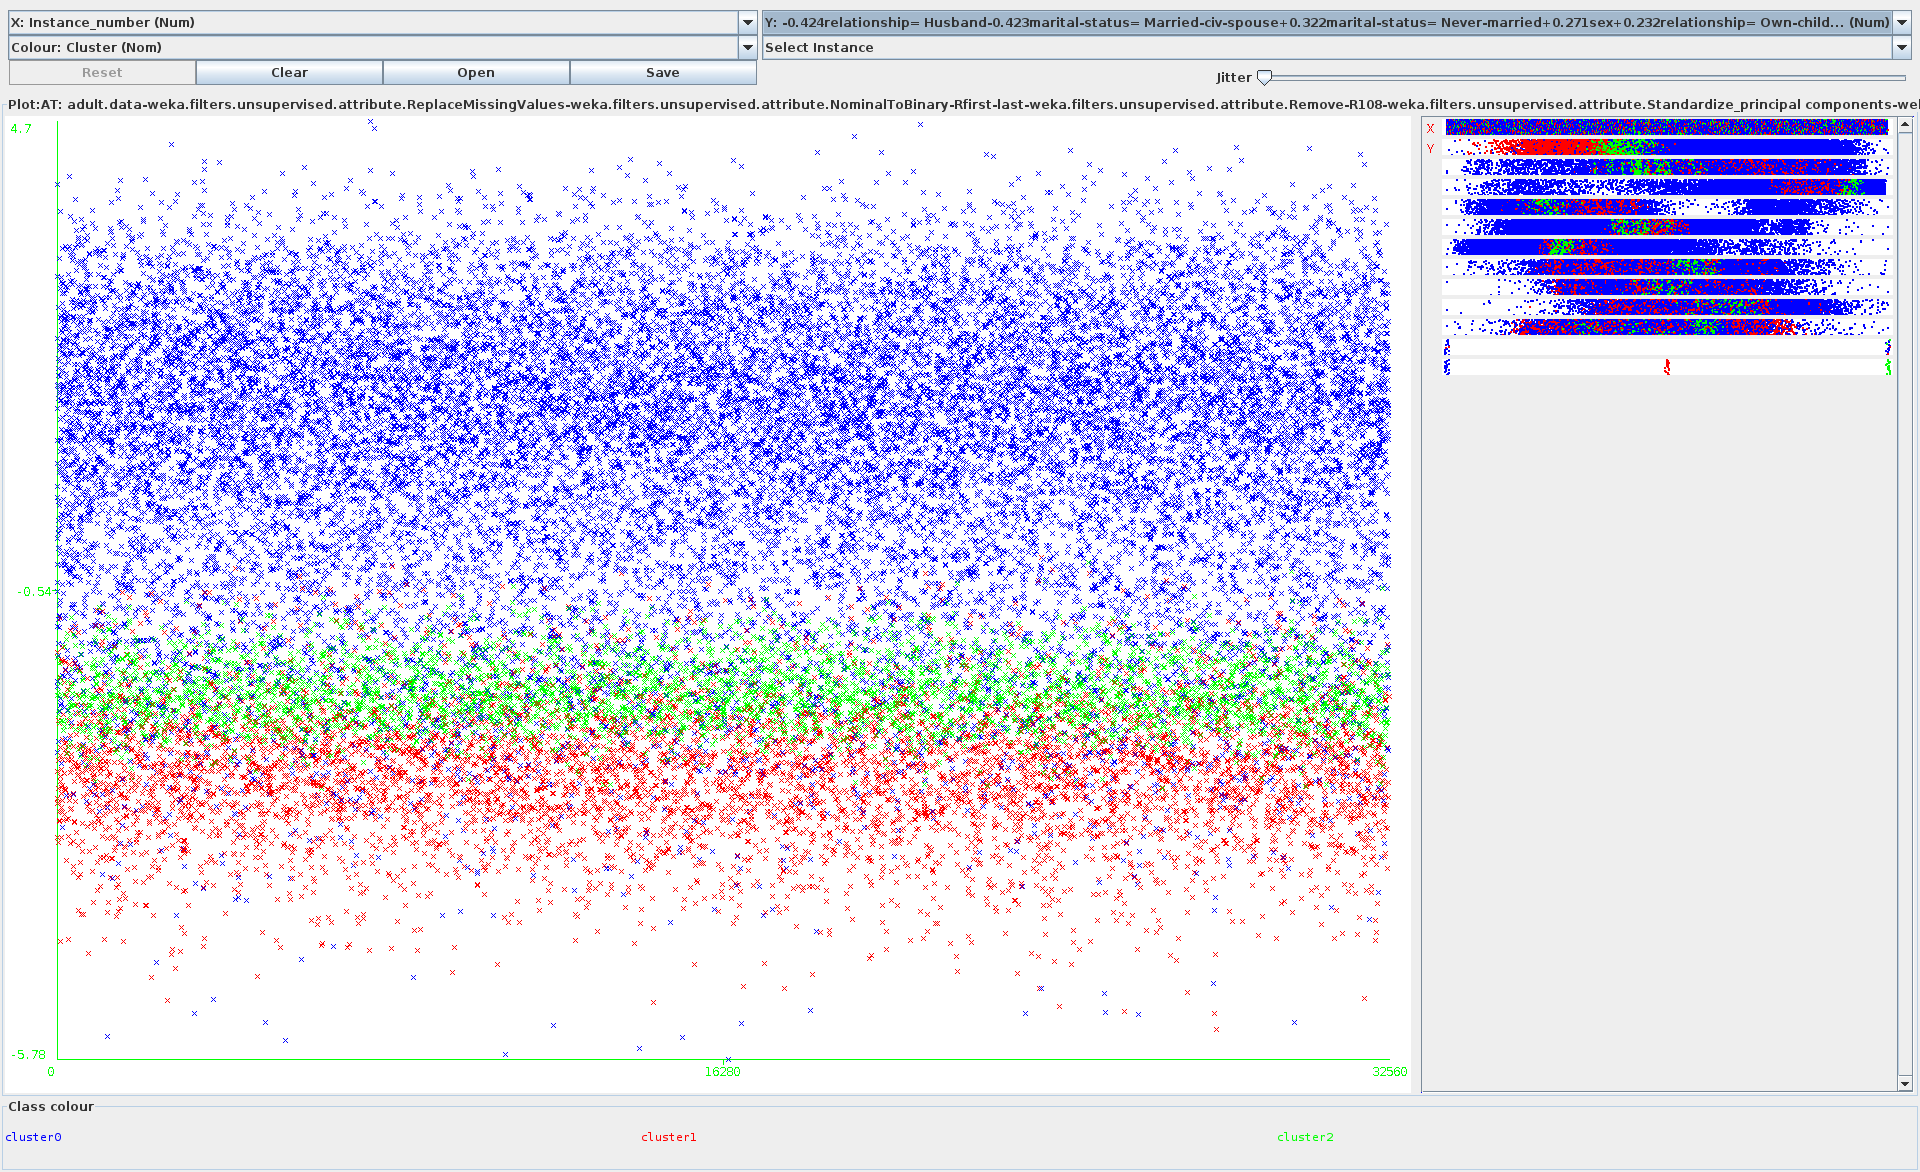 X: Instance_number (Num)
Y: -0.424relationship= Husband-0.423marital-status= Married-civ-spouse+0.322marital-status= Never-married+0.271sex+0.232relationship= Own-child... (Num)
Colour: Cluster (Nom)
Select Instance
Reset
Clear
Open
Save
Jitter
Plot:AT: adult.data-weka.filters.unsupervised.attribute.ReplaceMissingValues-weka.filters.unsupervised.attribute.NominalToBinary-Rfirst-last-weka.filters.unsupervised.attribute.Remove-R108-weka.filters.unsupervised.attribute.Standardize_principal components-wel
4.7
-0.54
-5.78
0
16280
32560
X
Y
Class colour
cluster0
cluster1
cluster2